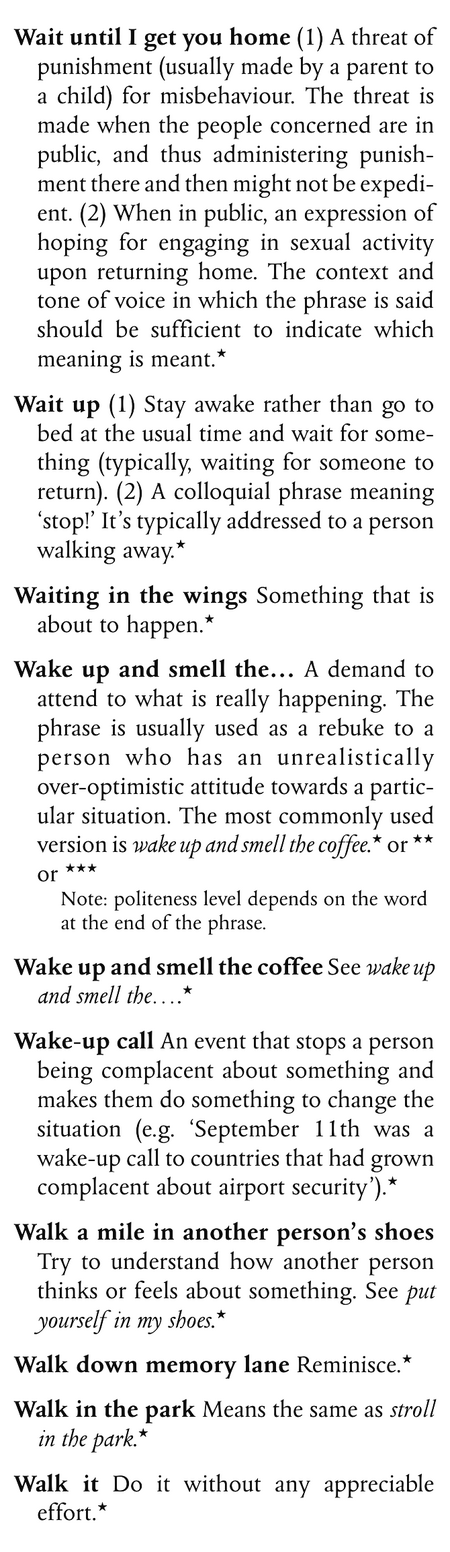 Wait until I get you home (1) A threat of
punishment (usually made by a parent to
a child) for misbehaviour. The threat is
made when the people concerned are in
public, and thus administering punish-
ment there and then might not be expedi-
ent. (2) When in public, an expression of
hoping for engaging in sexual activity
upon returning home. The context and
tone of voice in which the phrase is said
should be sufficient to indicate which
meaning is meant.★
Wait up (1) Stay awake rather than go to
bed at the usual time and wait for some-
thing (typically, waiting for someone to
return). (2) A colloquial phrase meaning
‘stop!’ It’s typically addressed to a person
walking away.★
Waiting in the wings Something that is
about to happen.★
Wake up and smell the… A demand to
attend to what is really happening. The
phrase is usually used as a rebuke to a
person who has an unrealistically
over-optimistic attitude towards a partic-
ular situation. The most commonly used
version is wake up and smell the coffee.★ or ★★
or ★★★
Note: politeness level depends on the word
at the end of the phrase.
Wake up and smell the coffee See wake up
and smell the….★
Wake-up call An event that stops a person
being complacent about something and
makes them do something to change the
situation (e.g. ‘September 11th was a
wake-up call to countries that had grown
complacent about airport security’).★
Walk a mile in another person’s shoes
Try to understand how another person
thinks or feels about something. See put
yourself in my shoes.★
Walk down memory lane Reminisce.★
Walk in the park Means the same as stroll
in the park.★
Walk it Do it without any appreciable
effort.★